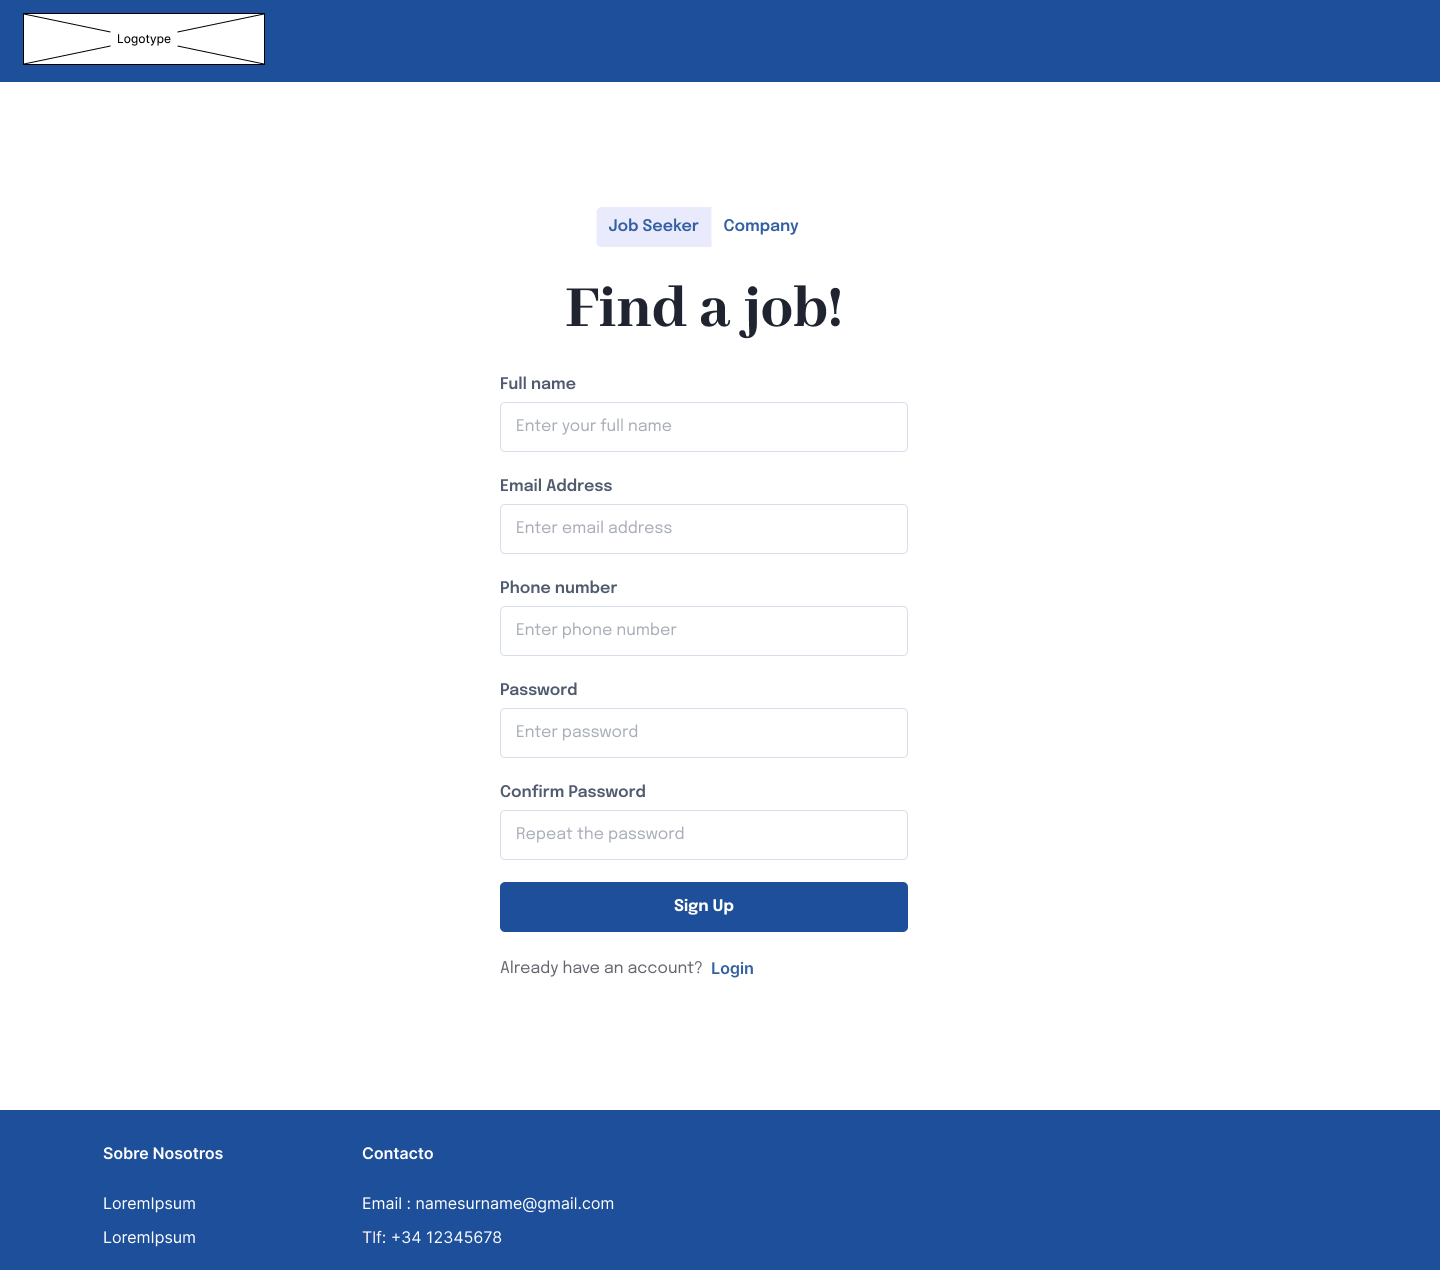 Logotype
Job Seeker Company
Find a job!
Full name
Enter your full name
Email Address
Enter email address
Phone number
Enter phone number
Password
Enter password
Confirm Password
Repeat the password
Sign Up
Already have an account? Login
Sobre Nosotros
LoremIpsum
LoremIpsum
Contacto
Email : namesurname@gmail.com
Tlf: +34 12345678